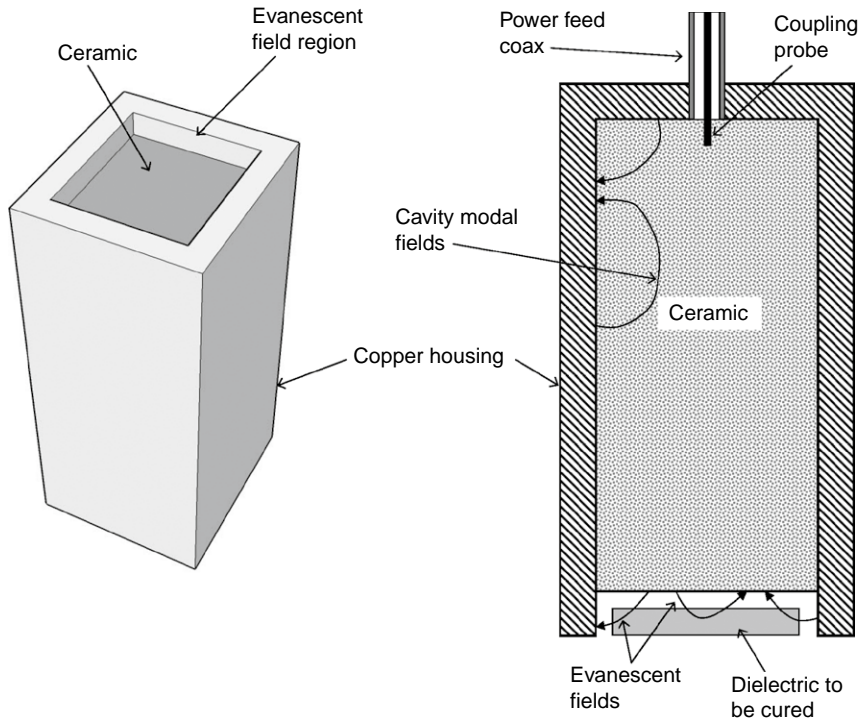 Evanescent
field region
Ceramic
Power feed
coax
Coupling
probe
Cavity modal
fields
Ceramic
Copper housing
Evanescent
fields
Dielectric to
be cured